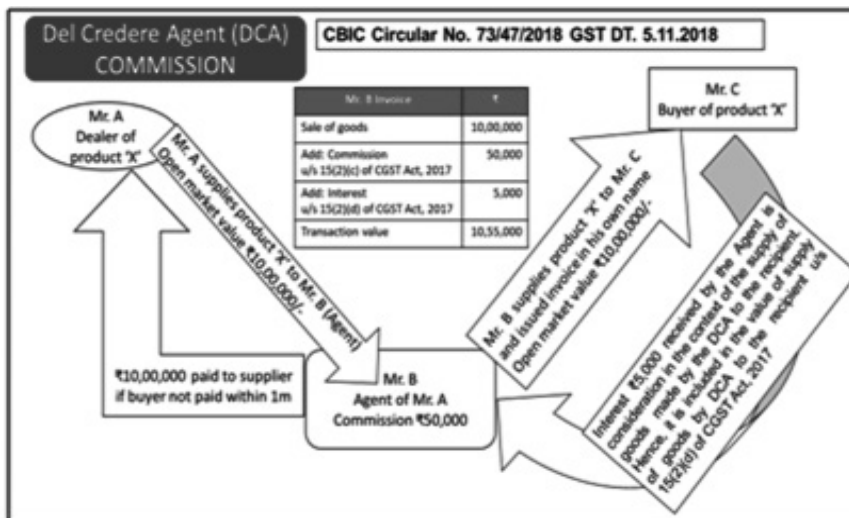 Del Credere Agent (DCA)
COMMISSION
CBIC Circular No. 73/47/2018 GST DT. 5.11.2018
Mr. A
Dealer of
product 'X'
Mr. A supplies product 'X' to Mr. B (Agent)
Open market value ₹10,00,000/-
Mr. B Invoice ₹
Sale of goods 10,00,000
Add: Commission 50,000
u/s 15(2)(c) of CGST Act, 2017
Add: Interest 5,000
u/s 15(2)(d) of CGST Act, 2017
Transaction value 10,55,000
Mr. C
Buyer of product 'X'
Mr. B supplies product 'X' to Mr. C
and issued invoice in his own name
Open market value ₹10,00,000/-
₹10,00,000 paid to supplier
if buyer not paid within 1m
Mr. B
Agent of Mr. A
Commission ₹50,000
Interest ₹5,000 received by the Agent is
consideration in the context of the supply of
goods made by the DCA to the recipient.
Hence, it is included in the value of supply
of goods by DCA to the recipient u/s
15(2)(d) of CGST Act, 2017